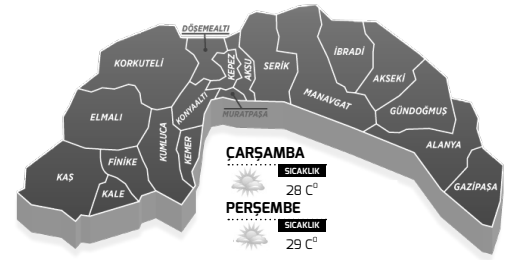 DÖŞEMEALTI
KORKUTELİ
KEPEZ
AKSU
SERİK
İBRADİ
AKSEKİ
ELMALI
KONYAALTI
MURATPAŞA
MANAVGAT
GÜNDOĞMUŞ
KUMLUCA
KEMER
FİNİKE
KAŞ
KALE
ALANYA
GAZİPAŞA
ÇARŞAMBA
SICAKLIK
28 C°
PERŞEMBE
SICAKLIK
29 C°